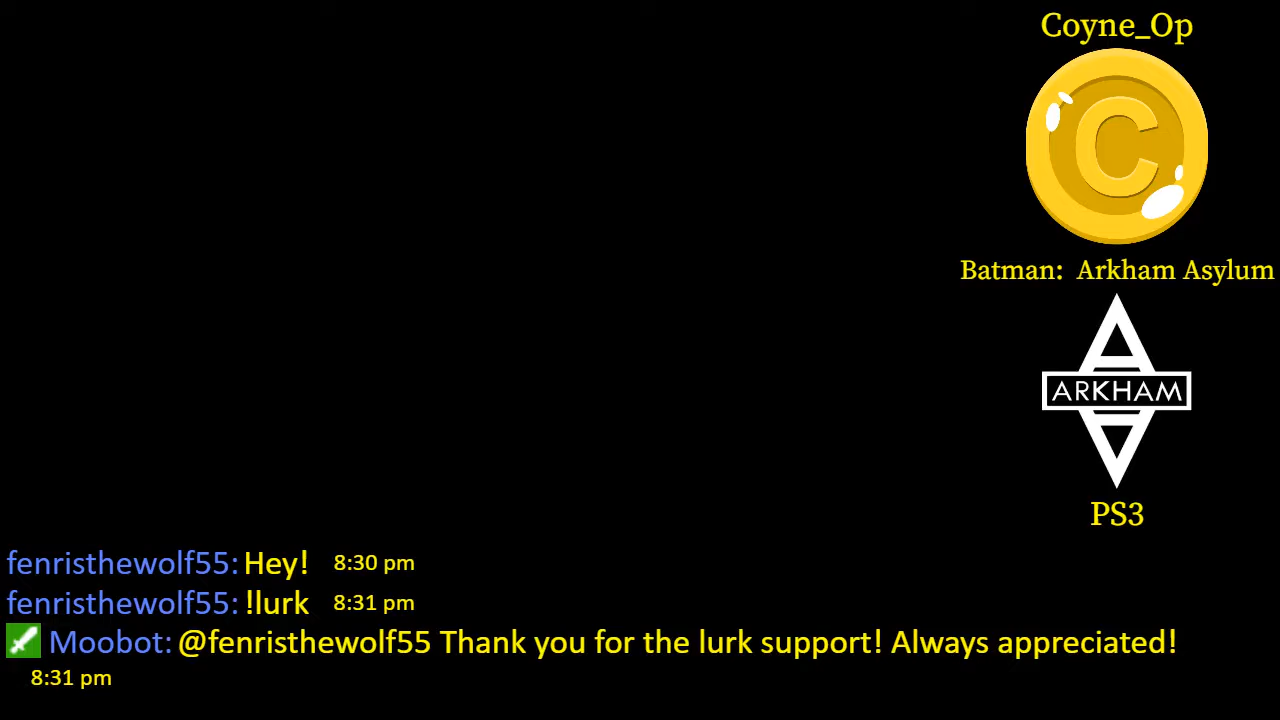 Coyne_Op
C
Batman: Arkham Asylum
ARKHAM
PS3
fenristhewolf55: Hey! 8:30 pm
fenristhewolf55: !lurk 8:31 pm
Moobot: @fenristhewolf55 Thank you for the lurk support! Always appreciated!
8:31 pm